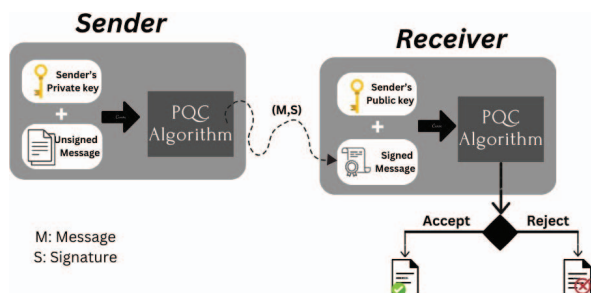 Sender
Sender's
Private key
+
Unsigned
Message
PQC
Algorithm
(M,S)
Receiver
Sender's
Public key
+
Signed
Message
PQC
Algorithm
Accept
Reject
M: Message
S: Signature